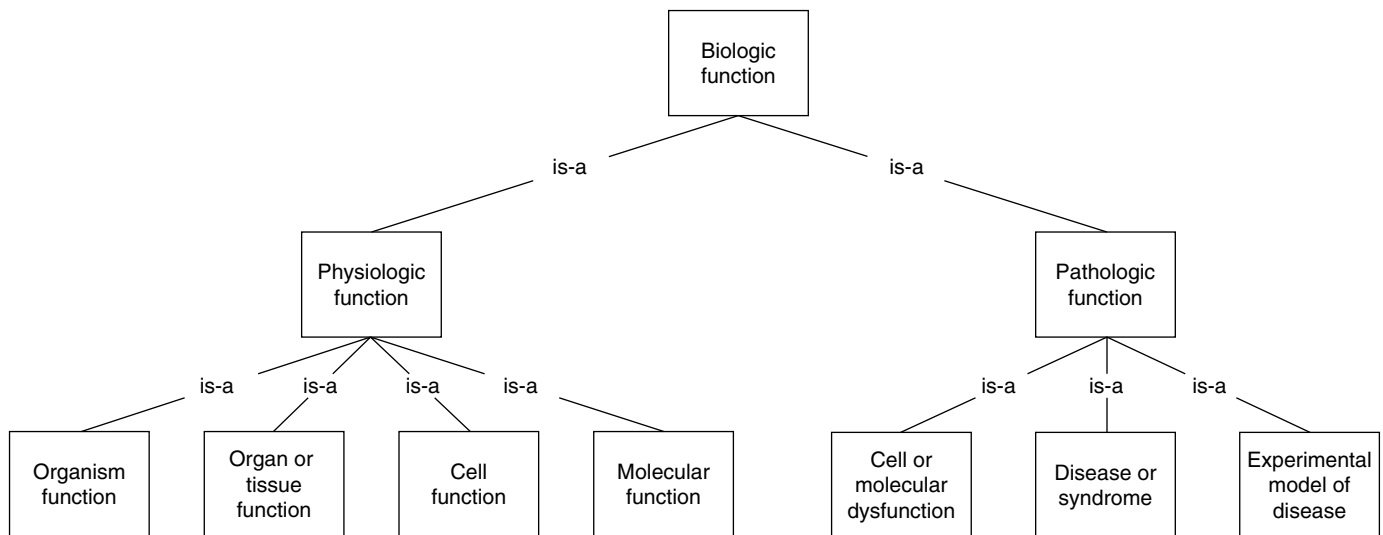 Biologic
function
is-a
is-a
Physiologic
function
Pathologic
function
is-a
is-a
is-a
is-a
is-a
is-a
is-a
Organism
function
Organ or
tissue
function
Cell
function
Molecular
function
Cell or
molecular
dysfunction
Disease or
syndrome
Experimental
model of
disease